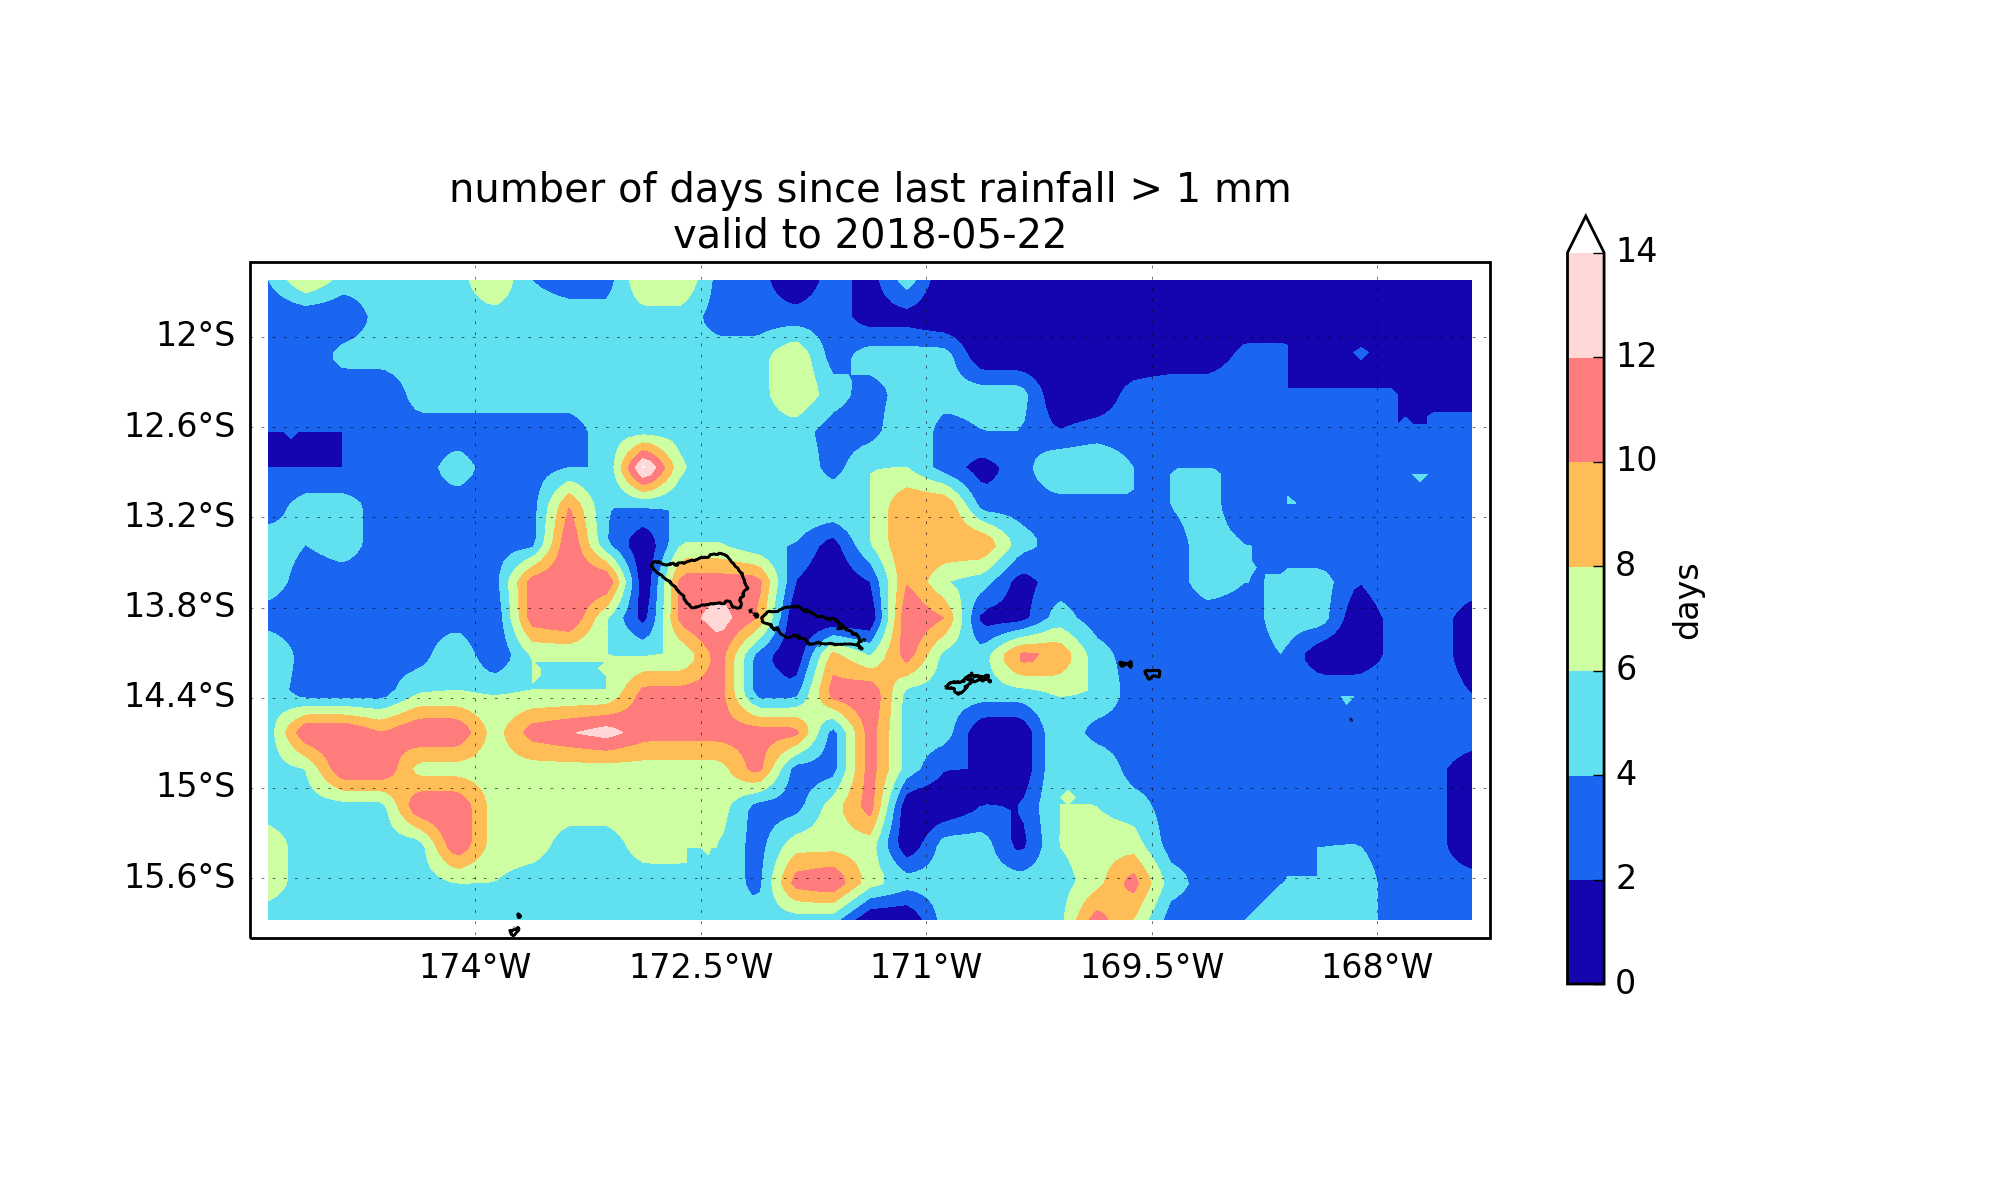 number of days since last rainfall > 1 mm
valid to 2018-05-22
12°S
12.6°S
13.2°S
13.8°S
14.4°S
15°S
15.6°S
174°W
172.5°W
171°W
169.5°W
168°W
14
12
10
8
6
4
2
0
days